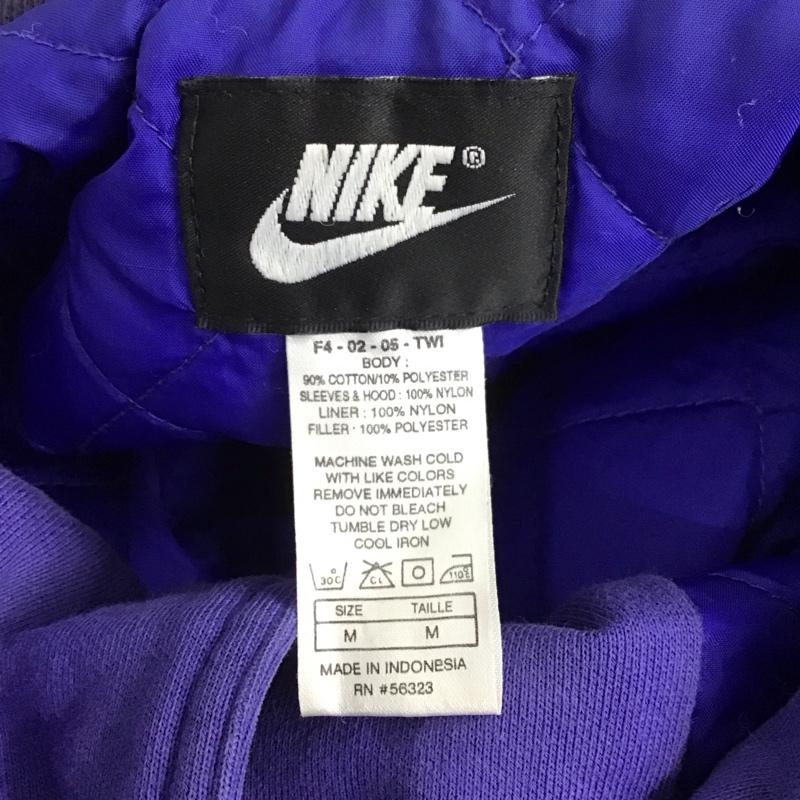 NIKE®
F4 - 02 - 05 - TWI
BODY :
90% COTTON/10% POLYESTER
SLEEVES & HOOD : 100% NYLON
LINER : 100% NYLON
FILLER : 100% POLYESTER
MACHINE WASH COLD
WITH LIKE COLORS
REMOVE IMMEDIATELY
DO NOT BLEACH
TUMBLE DRY LOW
COOL IRON
30°C CL 110°C
SIZE TAILLE
M M
MADE IN INDONESIA
RN #56323